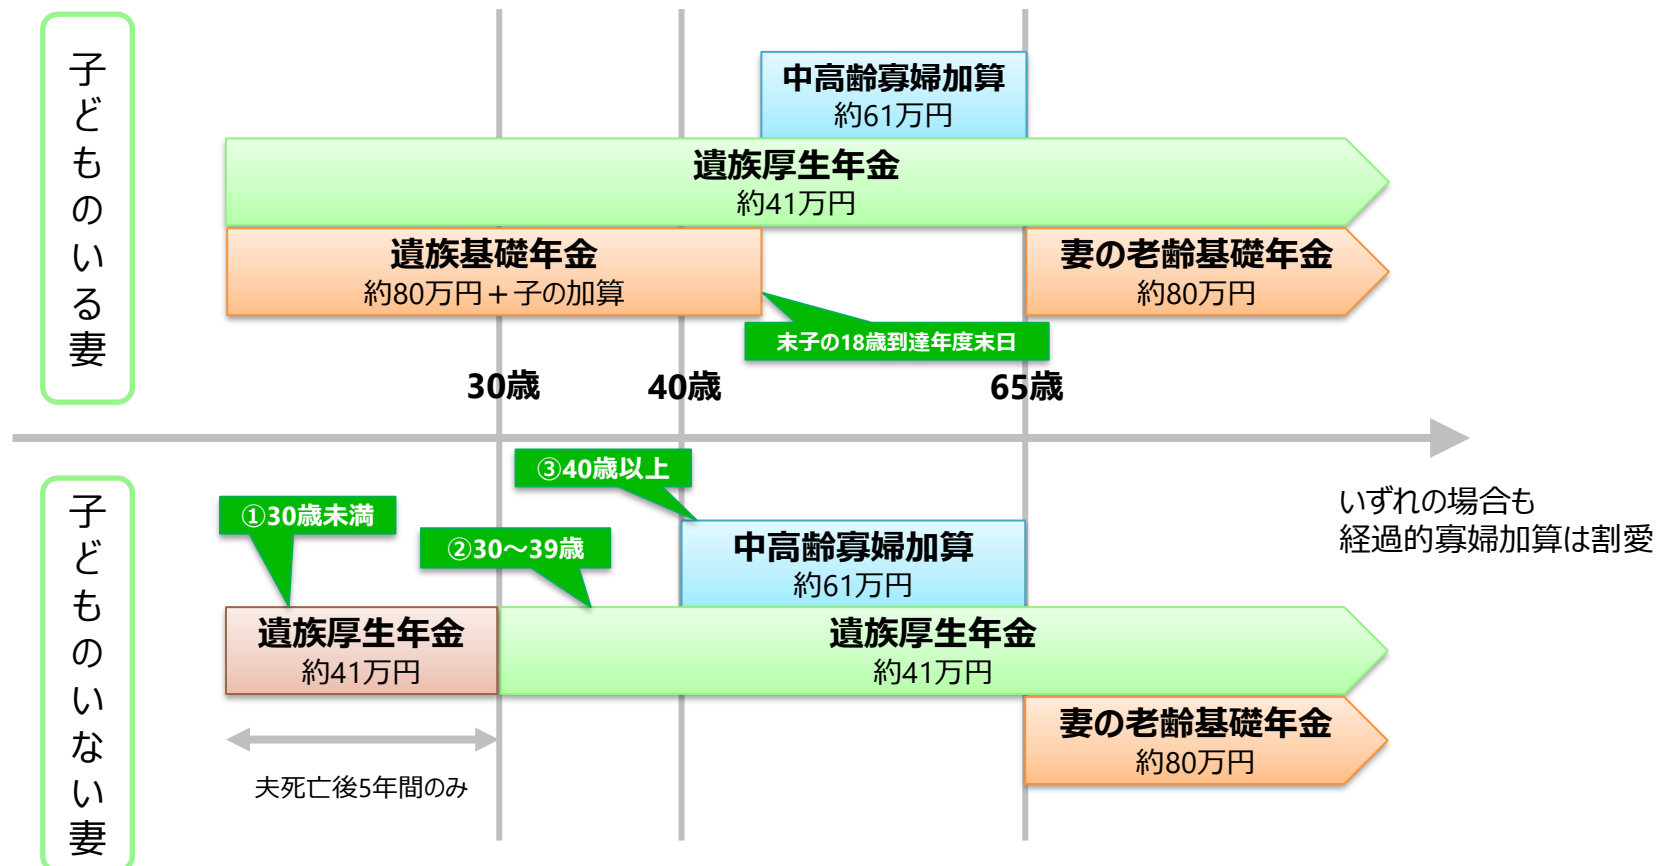 子どものいる妻
中高齢寡婦加算
約61万円
遺族厚生年金
約41万円
遺族基礎年金
約80万円＋子の加算
妻の老齢基礎年金
約80万円
末子の18歳到達年度末日
30歳
40歳
65歳
子どものいない妻
①30歳未満
②30～39歳
③40歳以上
中高齢寡婦加算
約61万円
遺族厚生年金
約41万円
遺族厚生年金
約41万円
妻の老齢基礎年金
約80万円
夫死亡後5年間のみ
いずれの場合も
経過的寡婦加算は割愛